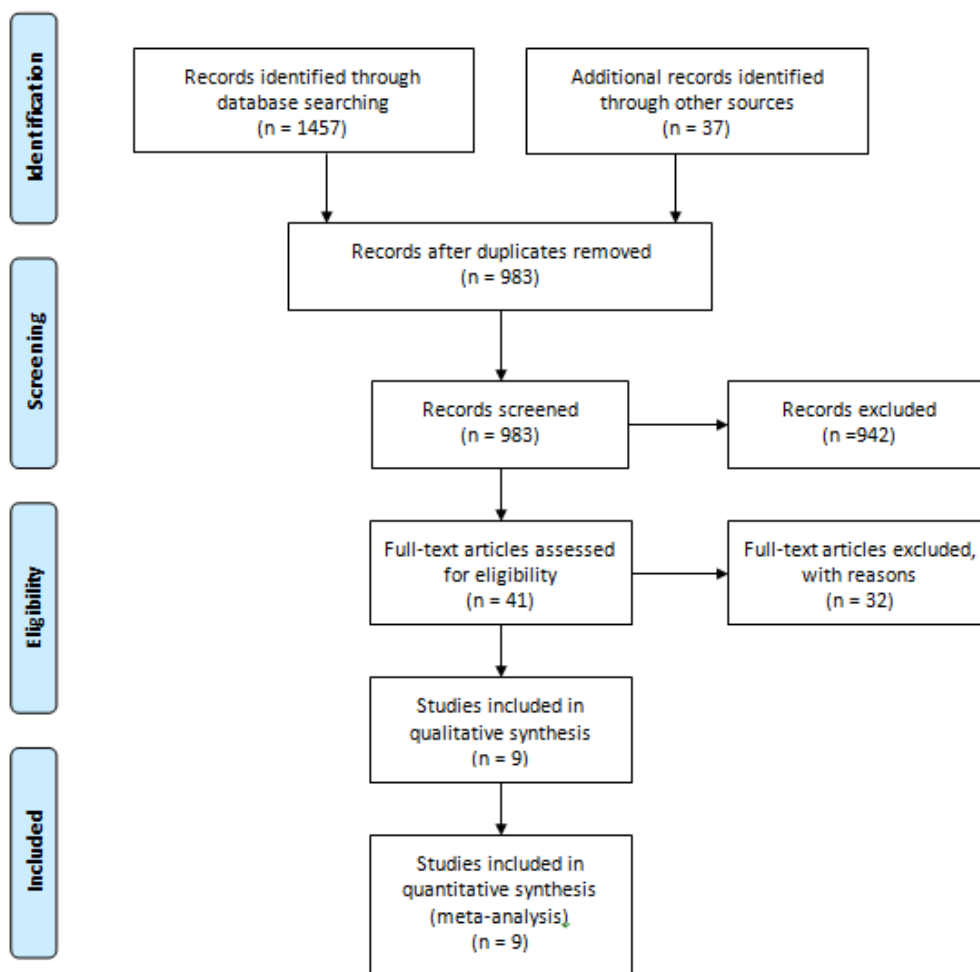 Identification
Records identified through
database searching
(n = 1457)
Additional records identified
through other sources
(n = 37)
Records after duplicates removed
(n = 983)
Screening
Records screened
(n = 983)
Records excluded
(n =942)
Eligibility
Full-text articles assessed
for eligibility
(n = 41)
Full-text articles excluded,
with reasons
(n = 32)
Studies included in
qualitative synthesis
(n = 9)
Included
Studies included in
quantitative synthesis
(meta-analysis)
(n = 9)